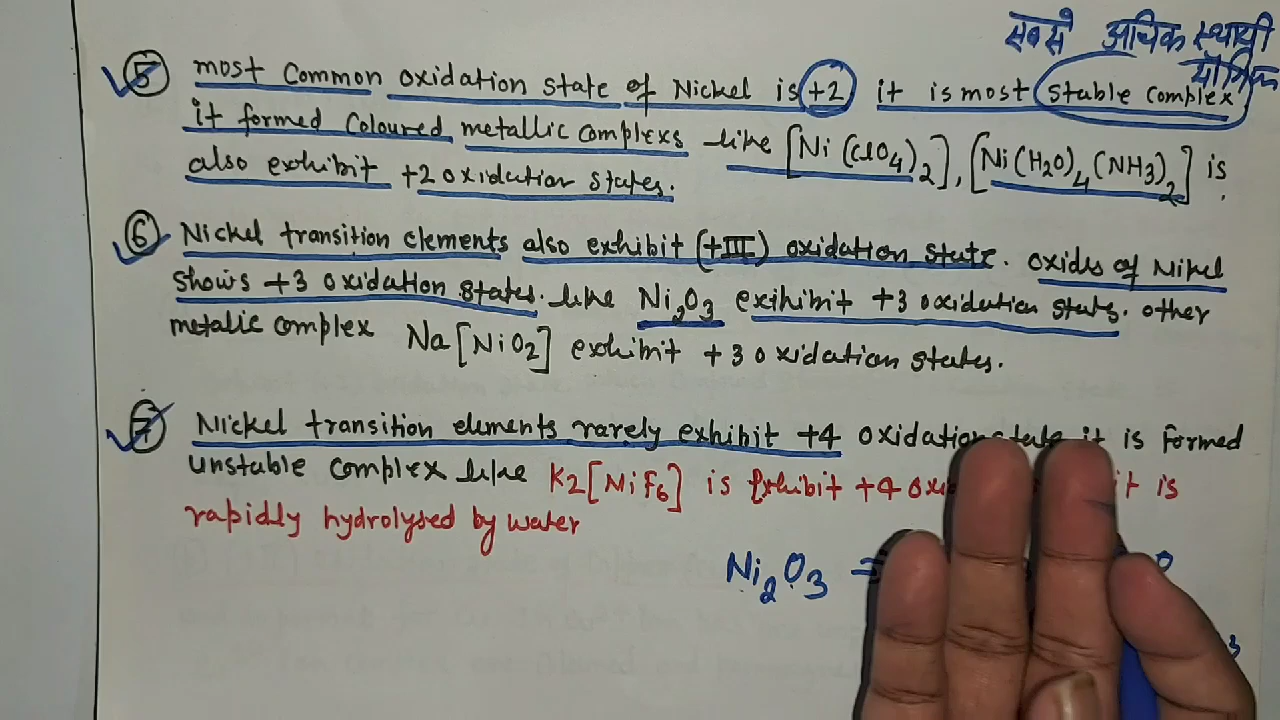 सबसे अधिक स्थायी
यौगिक
⑤ most Common oxidation state of Nickel is +2 it is most stable complex
it formed Coloured metallic complexs like [Ni(ClO4)2], [Ni(H2O)4(NH3)2] is
also exhibit +2 oxidation states.
⑥ Nickel transition elements also exhibit (+III) oxidation state. oxides of Nikel
shows +3 oxidation states. like Ni2O3 exihibit +3 oxidation states. other
metalic complex Na[NiO2] exhibit +3 oxidation states.
⑦ Nickel transition elements rarely exhibit +4 oxidation state it is formed
unstable complex like K2[NiF6] is Exhibit +4 it is
rapidly hydrolysed by water
Ni2O3 =